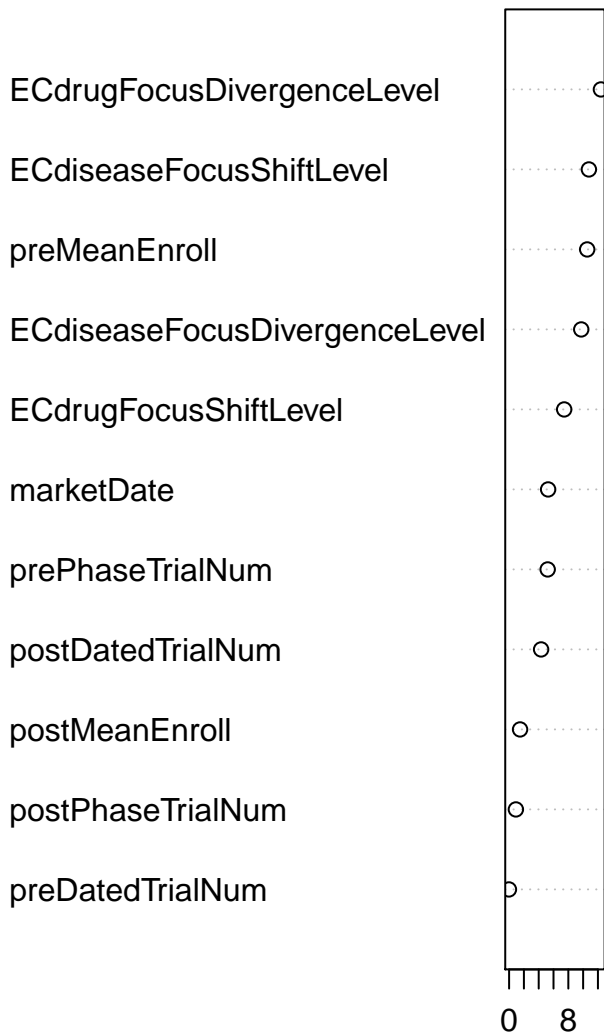 ECdrugFocusDivergenceLevel
ECdiseaseFocusShiftLevel
preMeanEnroll
ECdiseaseFocusDivergenceLevel
ECdrugFocusShiftLevel
marketDate
prePhaseTrialNum
postDatedTrialNum
postMeanEnroll
postPhaseTrialNum
preDatedTrialNum
0 8